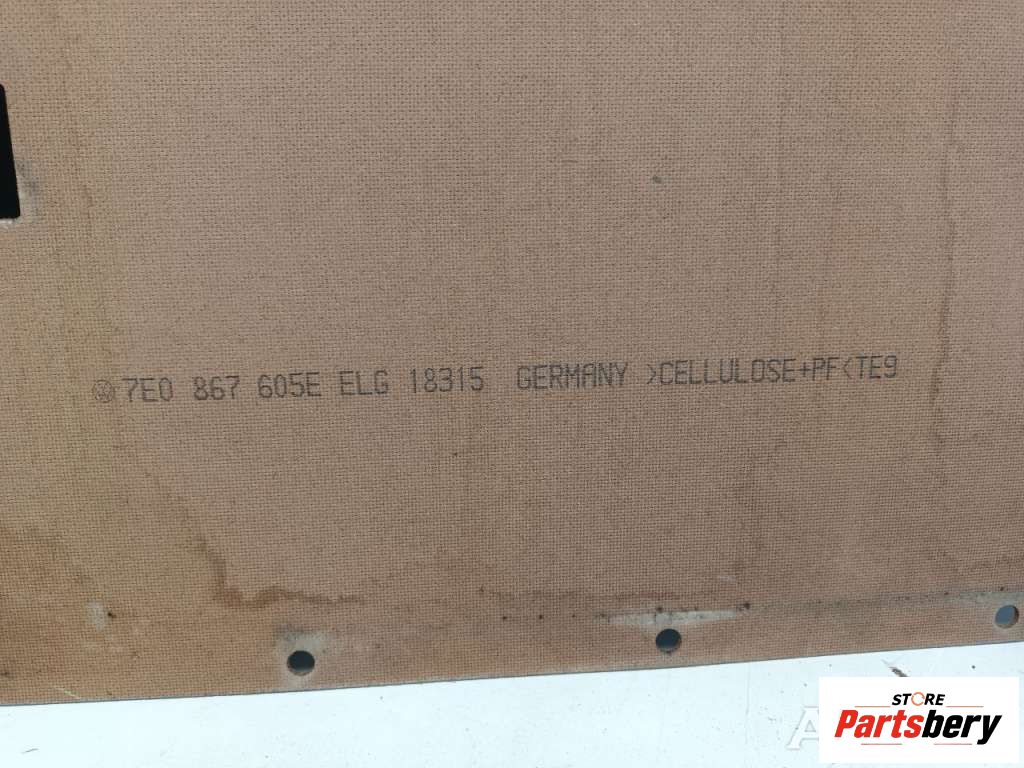 7E0 867 605E ELG 18315 GERMANY >CELLULOSE+PF<TE9
STORE
Partsbery